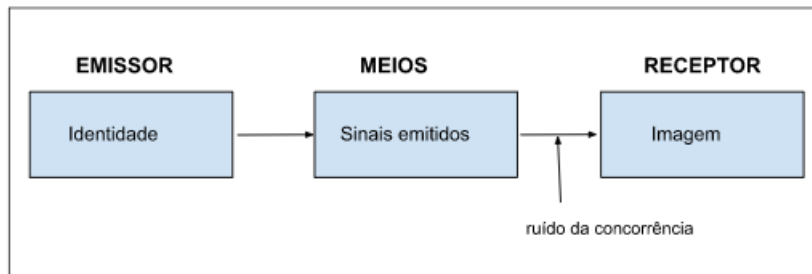 EMISSOR
MEIOS
RECEPTOR
Identidade
Sinais emitidos
Imagem
ruído da concorrência